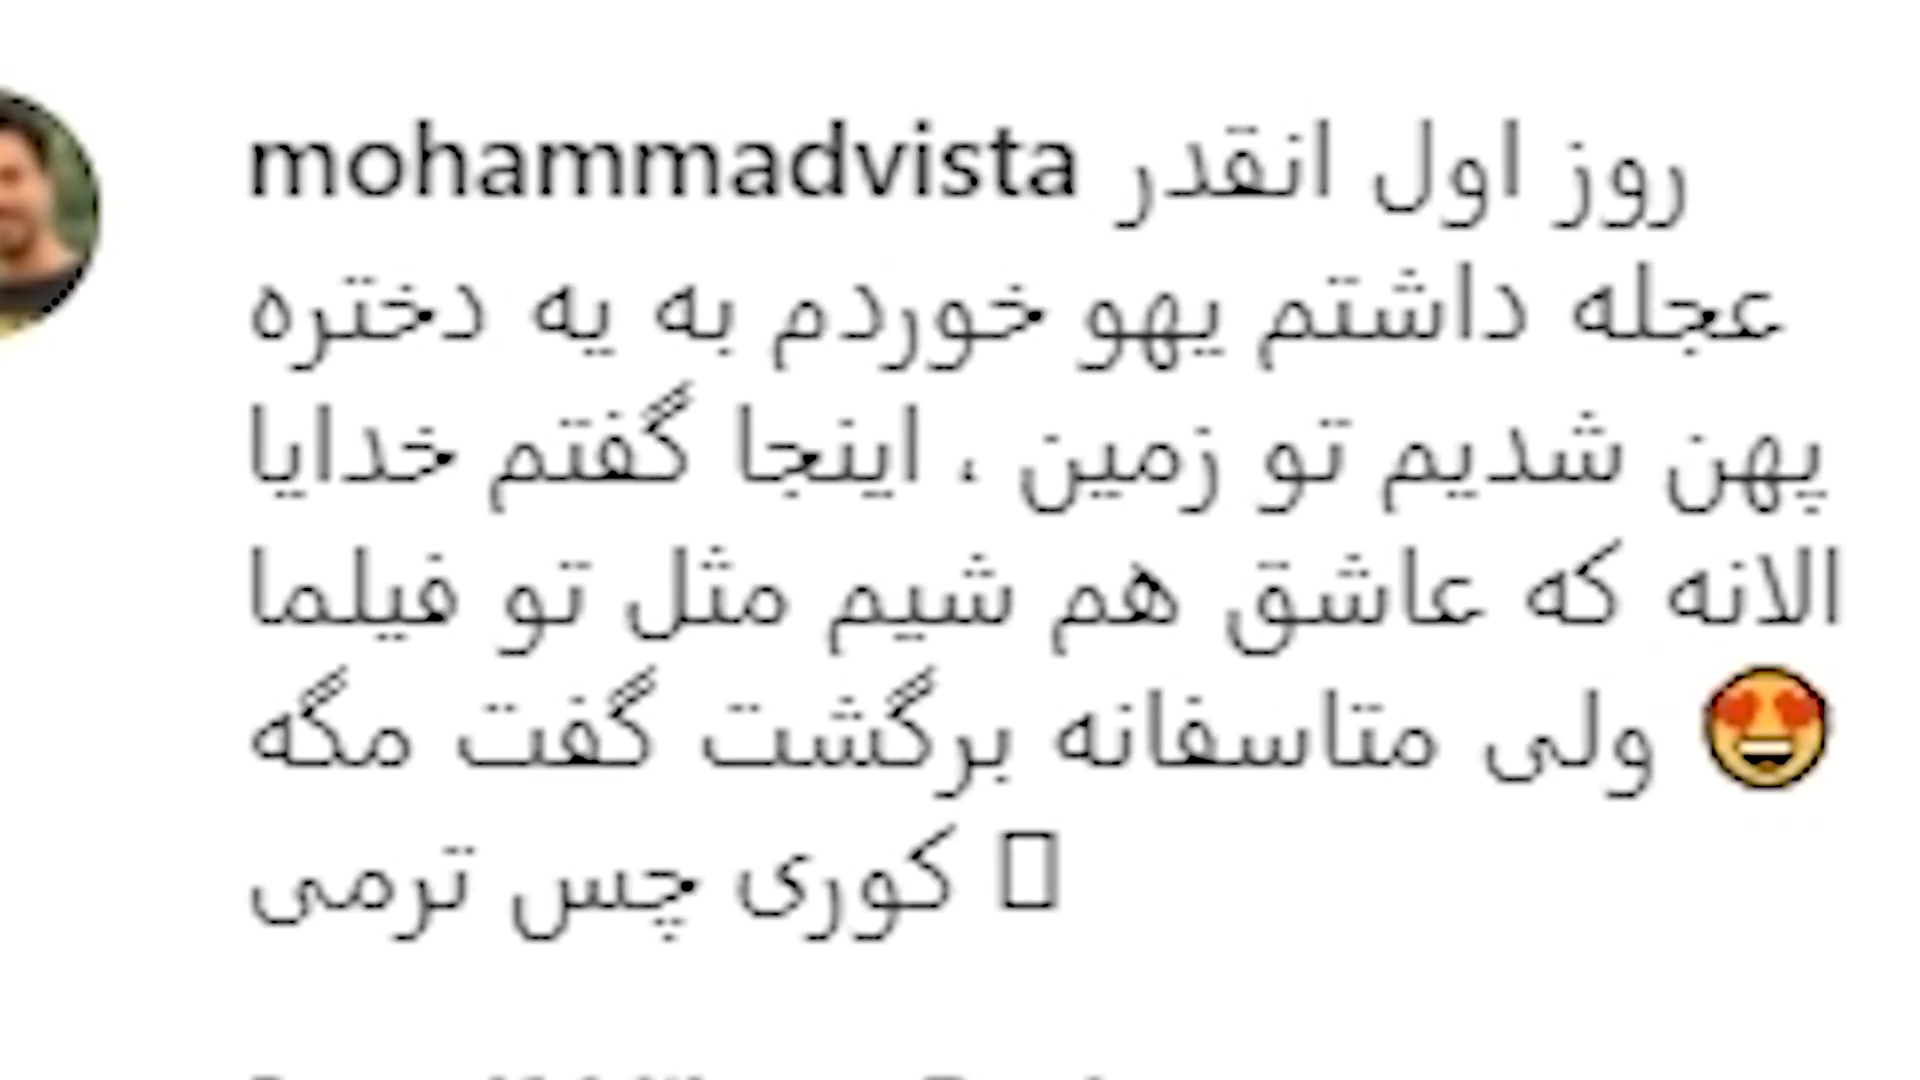 mohammadvista روز اول انقدر
عجله داشتم یهو خوردم به یه دختره
پهن شدیم تو زمین ، اینجا گفتم خدایا
الانه که عاشق هم شیم مثل تو فیلما
😍 ولی متاسفانه برگشت گفت مگه
کوری چس ترمی